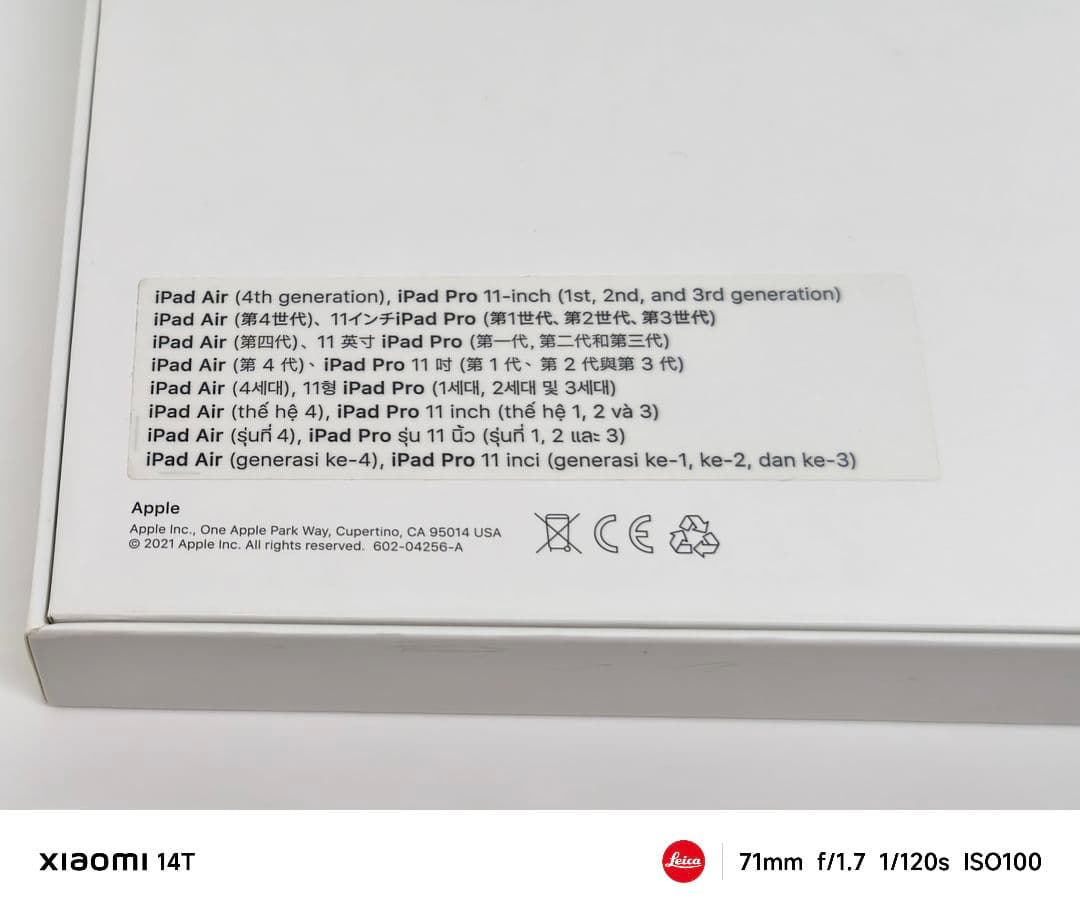 iPad Air (4th generation), iPad Pro 11-inch (1st, 2nd, and 3rd generation)
iPad Air (第4世代)、11インチiPad Pro (第1世代、第2世代、第3世代)
iPad Air (第四代)、11 英寸 iPad Pro (第一代, 第二代和第三代)
iPad Air (第 4 代)、iPad Pro 11 吋 (第 1 代、第 2 代與第 3 代)
iPad Air (4세대), 11형 iPad Pro (1세대, 2세대 및 3세대)
iPad Air (thế hệ 4), iPad Pro 11 inch (thế hệ 1, 2 và 3)
iPad Air (รุ่นที่ 4), iPad Pro รุ่น 11 นิ้ว (รุ่นที่ 1, 2 และ 3)
iPad Air (generasi ke-4), iPad Pro 11 inci (generasi ke-1, ke-2, dan ke-3)
Apple
Apple Inc., One Apple Park Way, Cupertino, CA 95014 USA
© 2021 Apple Inc. All rights reserved. 602-04256-A
CE
XIAOMI 14T
Leica
71mm f/1.7 1/120s ISO100